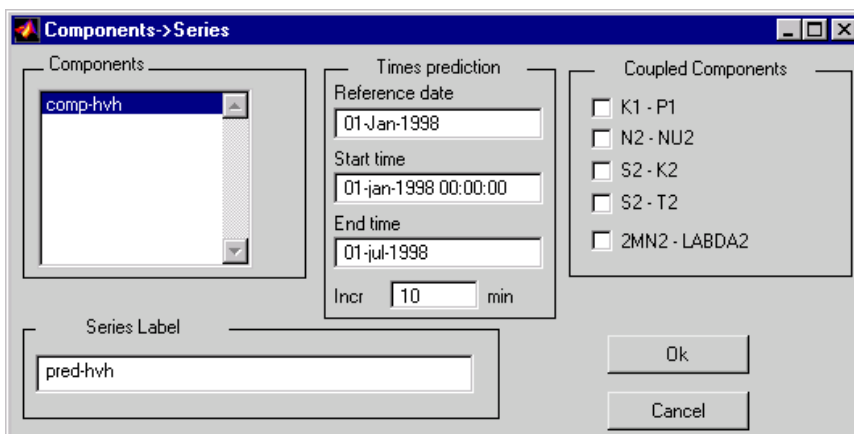 Components->Series
Components
comp-hvh
Times prediction
Reference date
01-Jan-1998
Start time
01-jan-1998 00:00:00
End time
01-jul-1998
Incr 10 min
Coupled Components
K1 - P1
N2 - NU2
S2 - K2
S2 - T2
2MN2 - LABDA2
Series Label
pred-hvh
Ok
Cancel